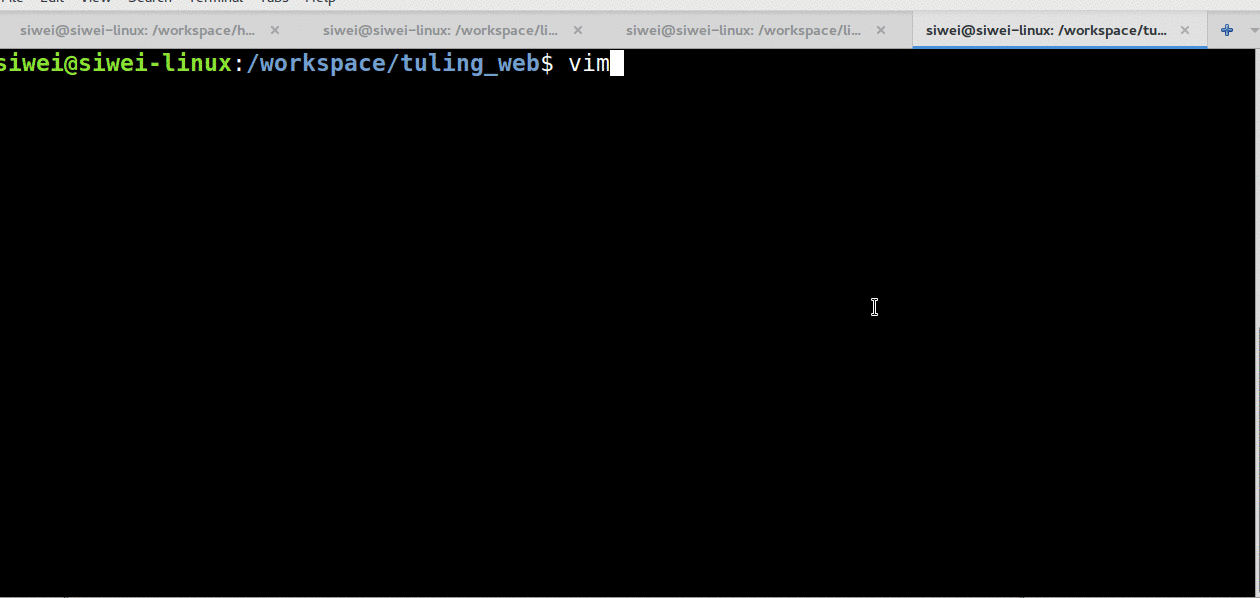 File Edit View Search Terminal Tabs Help
siwei@siwei-linux: /workspace/h... × siwei@siwei-linux: /workspace/li... × siwei@siwei-linux: /workspace/li... × siwei@siwei-linux: /workspace/tu... ×
siwei@siwei-linux:/workspace/tuling_web$ vim